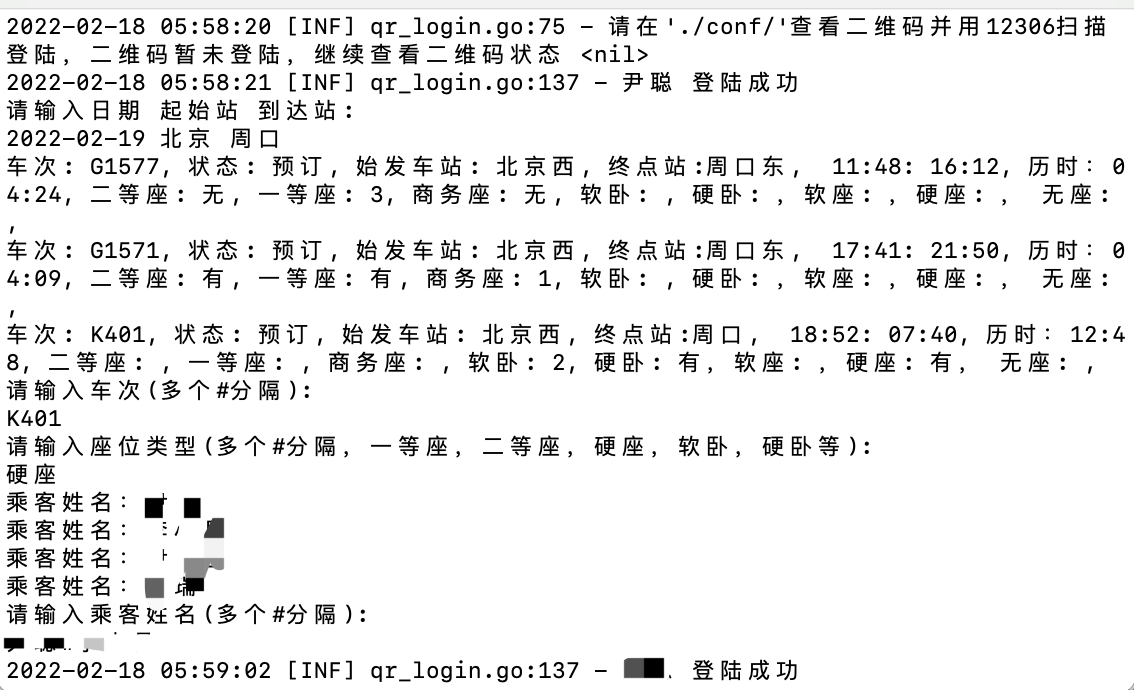 2022-02-18 05:58:20 [INF] qr_login.go:75 - 请在'./conf/'查看二维码并用12306扫描
登陆, 二维码暂未登陆, 继续查看二维码状态 <nil>
2022-02-18 05:58:21 [INF] qr_login.go:137 - 尹聪 登陆成功
请输入日期 起始站 到达站:
2022-02-19 北京 周口
车次: G1577, 状态: 预订, 始发车站: 北京西, 终点站:周口东, 11:48: 16:12, 历时: 0
4:24, 二等座: 无, 一等座: 3, 商务座: 无, 软卧: , 硬卧: , 软座: , 硬座: , 无座:
,
车次: G1571, 状态: 预订, 始发车站: 北京西, 终点站:周口东, 17:41: 21:50, 历时: 0
4:09, 二等座: 有, 一等座: 有, 商务座: 1, 软卧: , 硬卧: , 软座: , 硬座: , 无座:
,
车次: K401, 状态: 预订, 始发车站: 北京西, 终点站:周口, 18:52: 07:40, 历时: 12:4
8, 二等座: , 一等座: , 商务座: , 软卧: 2, 硬卧: 有, 软座: , 硬座: 有, 无座: ,
请输入车次(多个#分隔):
K401
请输入座位类型(多个#分隔, 一等座, 二等座, 硬座, 软卧, 硬卧等):
硬座
乘客姓名:
乘客姓名:
乘客姓名:
乘客姓名:
请输入乘客姓名(多个#分隔):
2022-02-18 05:59:02 [INF] qr_login.go:137 - 登陆成功